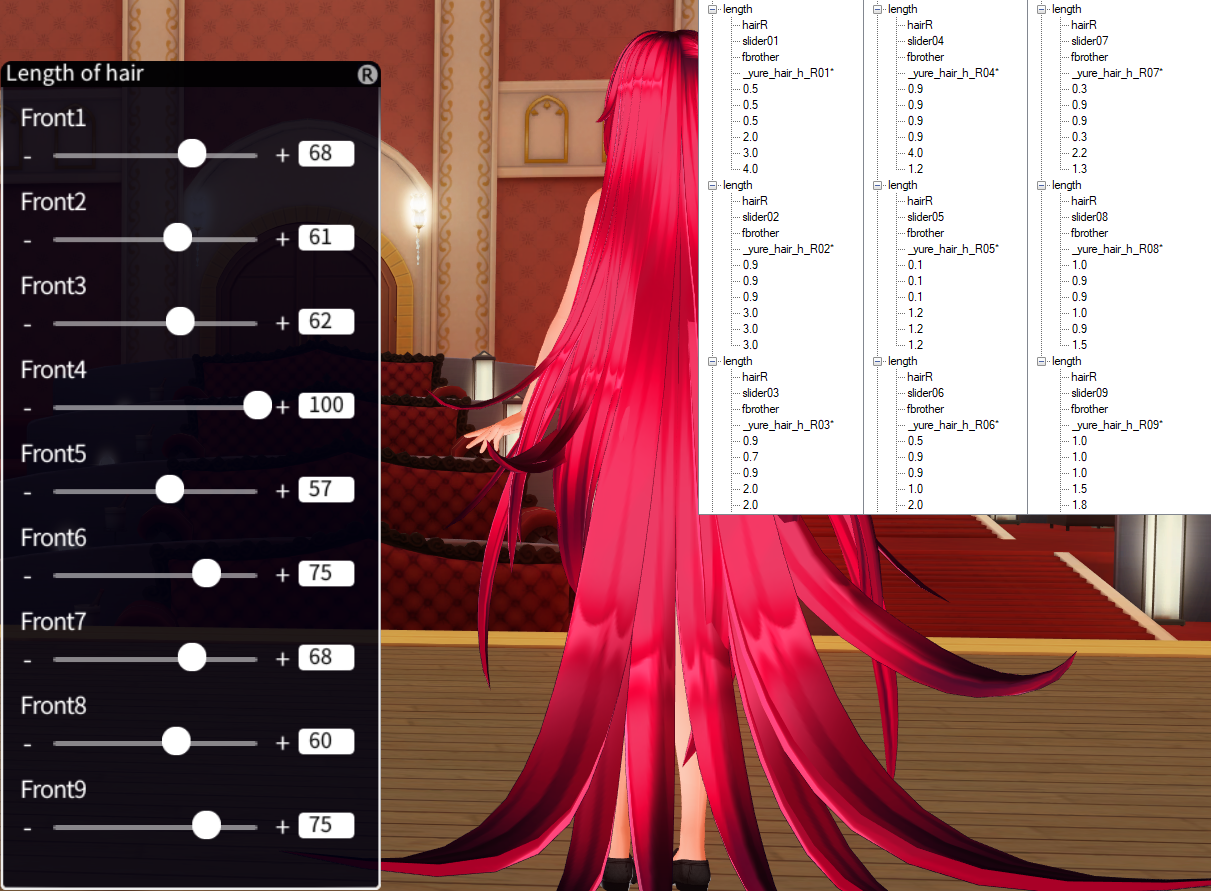 Length of hair R
Front1
- + 68
Front2
- + 61
Front3
- + 62
Front4
- + 100
Front5
- + 57
Front6
- + 75
Front7
- + 68
Front8
- + 60
Front9
- + 75
length
hairR
slider01
fbrother
_yure_hair_h_R01*
0.5
0.5
0.5
2.0
3.0
4.0
length
hairR
slider02
fbrother
_yure_hair_h_R02*
0.9
0.9
0.9
3.0
3.0
3.0
length
hairR
slider03
fbrother
_yure_hair_h_R03*
0.9
0.7
0.9
2.0
2.0
length
hairR
slider04
fbrother
_yure_hair_h_R04*
0.9
0.9
0.9
0.9
4.0
1.2
length
hairR
slider05
fbrother
_yure_hair_h_R05*
0.1
0.1
0.1
1.2
1.2
1.2
length
hairR
slider06
fbrother
_yure_hair_h_R06*
0.5
0.9
0.9
1.0
2.0
length
hairR
slider07
fbrother
_yure_hair_h_R07*
0.3
0.9
0.9
0.3
2.2
1.3
length
hairR
slider08
fbrother
_yure_hair_h_R08*
1.0
0.9
0.9
1.0
0.9
1.5
length
hairR
slider09
fbrother
_yure_hair_h_R09*
1.0
1.0
1.0
1.5
1.8